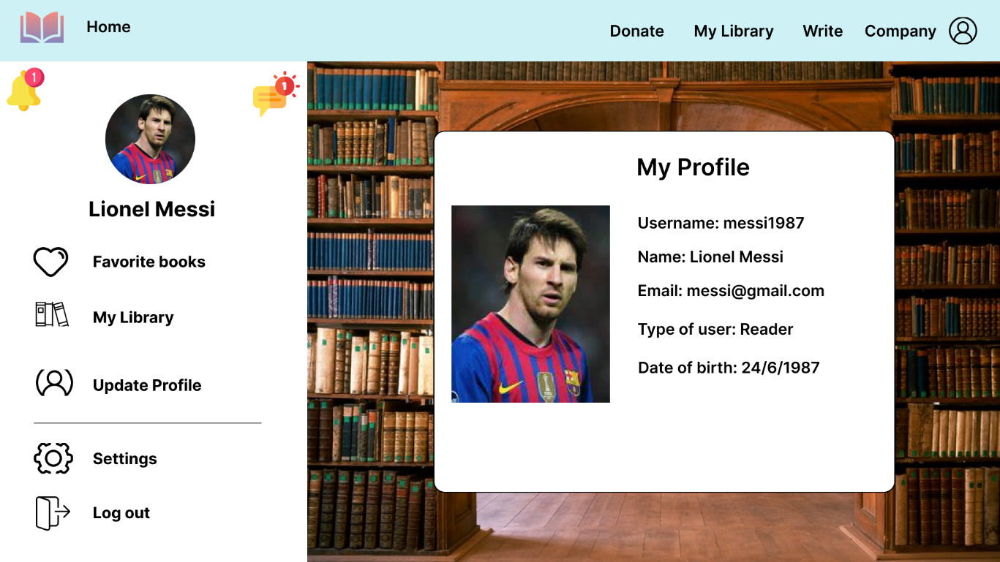 Home
Donate
My Library
Write
Company
1
1
Lionel Messi
Favorite books
My Library
Update Profile
Settings
Log out
My Profile
Username: messi1987
Name: Lionel Messi
Email: messi@gmail.com
Type of user: Reader
Date of birth: 24/6/1987